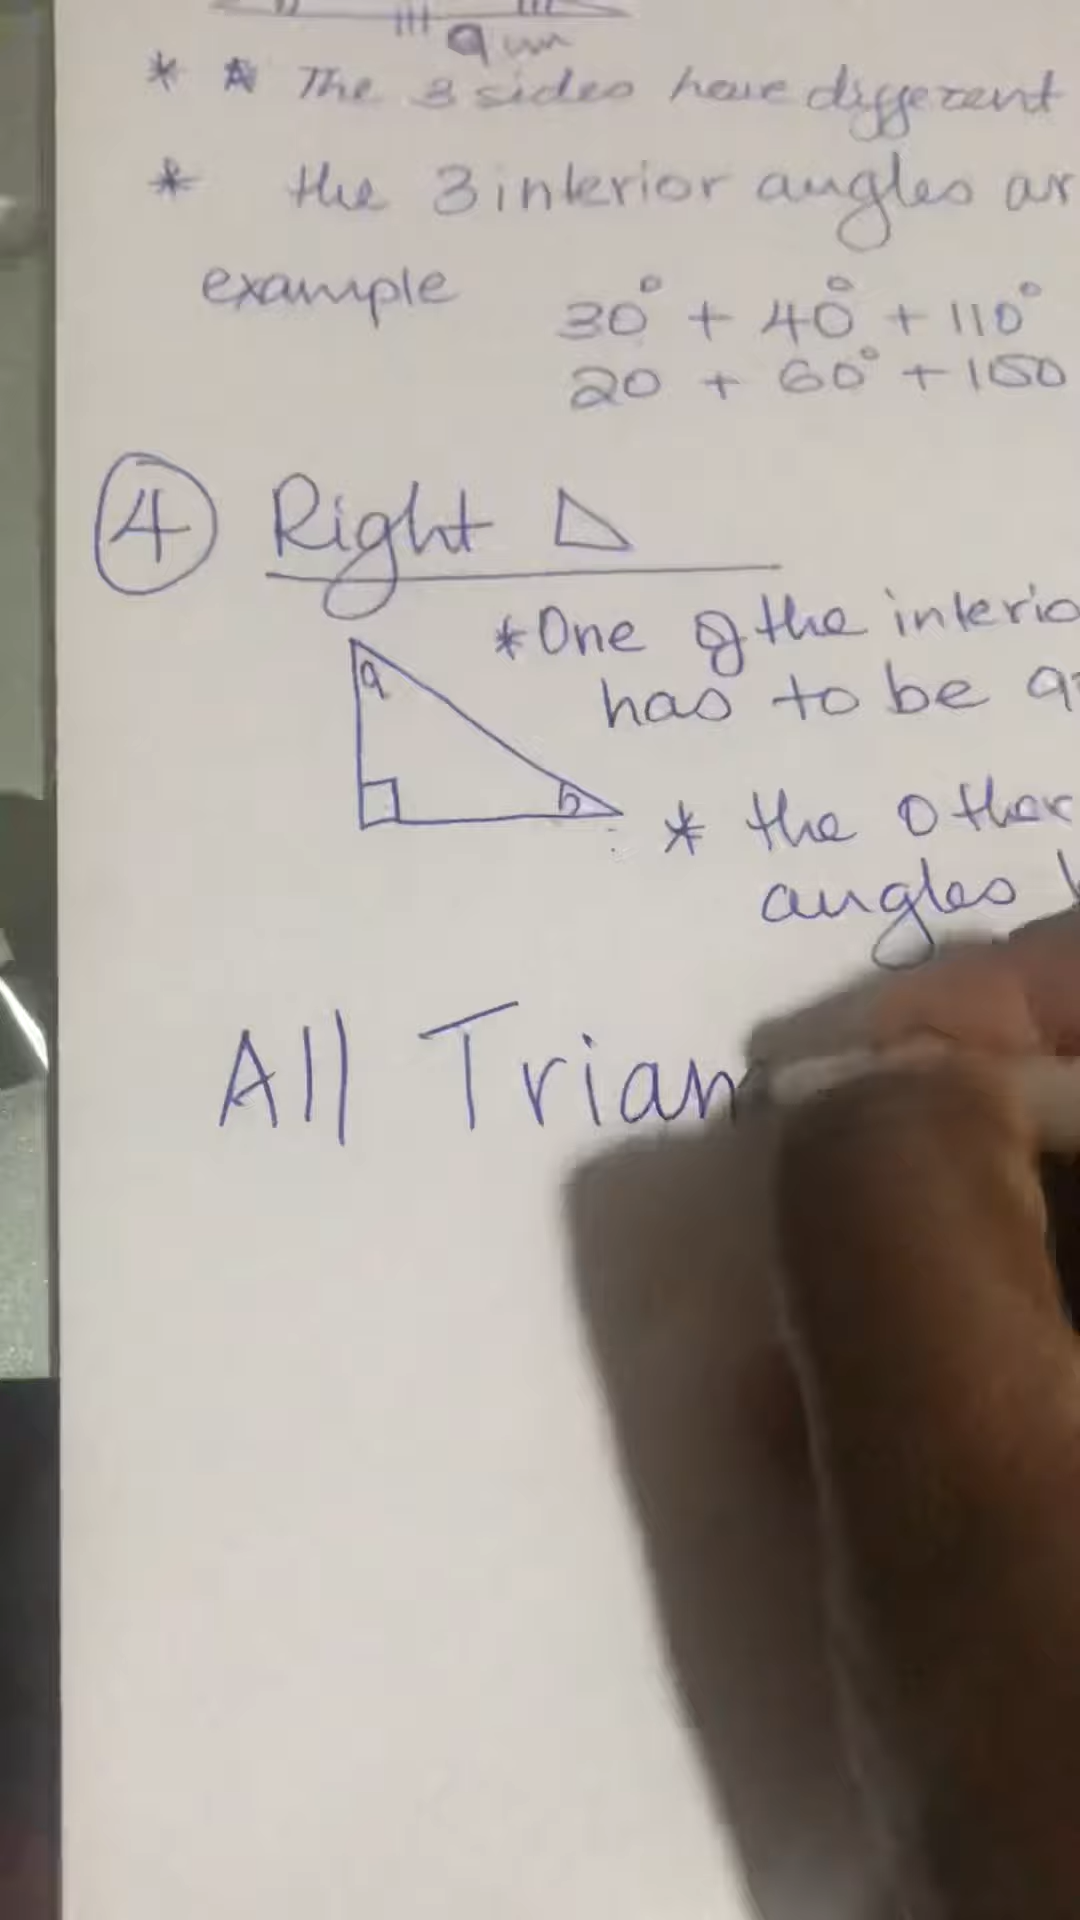 9 cm
* * The 3 sides have different
* the 3 interior angles ar
example 30° + 40° + 110°
20 + 60° + 100
4 Right
* One of the interio
a
has to be 9
b
* the other
angles
All Trian